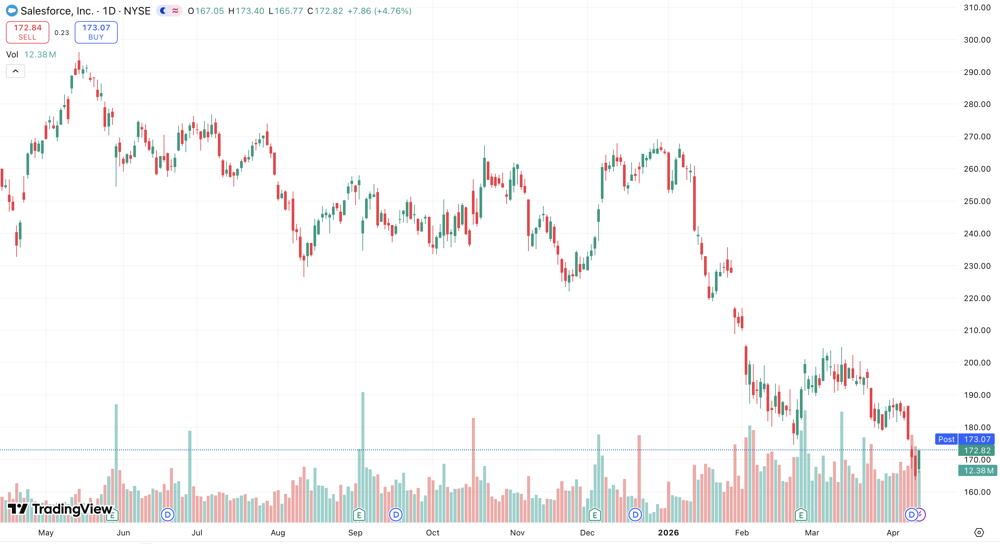 Salesforce, Inc. · 1D · NYSE ≈ O167.05 H173.40 L165.77 C172.82 +7.86 (+4.76%)
172.84 SELL
0.23
173.07 BUY
Vol 12.38 M
310.00
300.00
290.00
280.00
270.00
260.00
250.00
240.00
230.00
220.00
210.00
200.00
190.00
180.00
Post 173.07
172.82
170.00
12.38 M
160.00
TradingView
E D E D E D E D
May Jun Jul Aug Sep Oct Nov Dec 2026 Feb Mar Apr